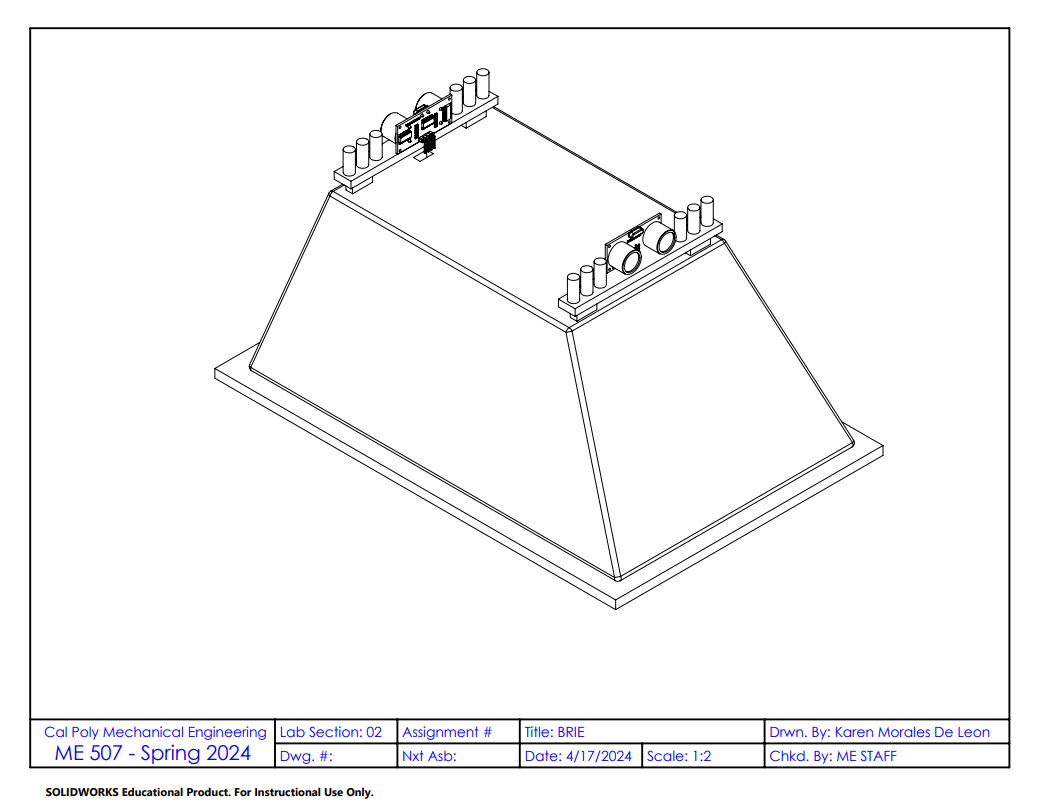 Cal Poly Mechanical Engineering
ME 507 - Spring 2024
Lab Section: 02
Dwg. #:
Assignment #
Nxt Asb:
Title: BRIE
Date: 4/17/2024
Scale: 1:2
Drwn. By: Karen Morales De Leon
Chkd. By: ME STAFF
SOLIDWORKS Educational Product. For Instructional Use Only.